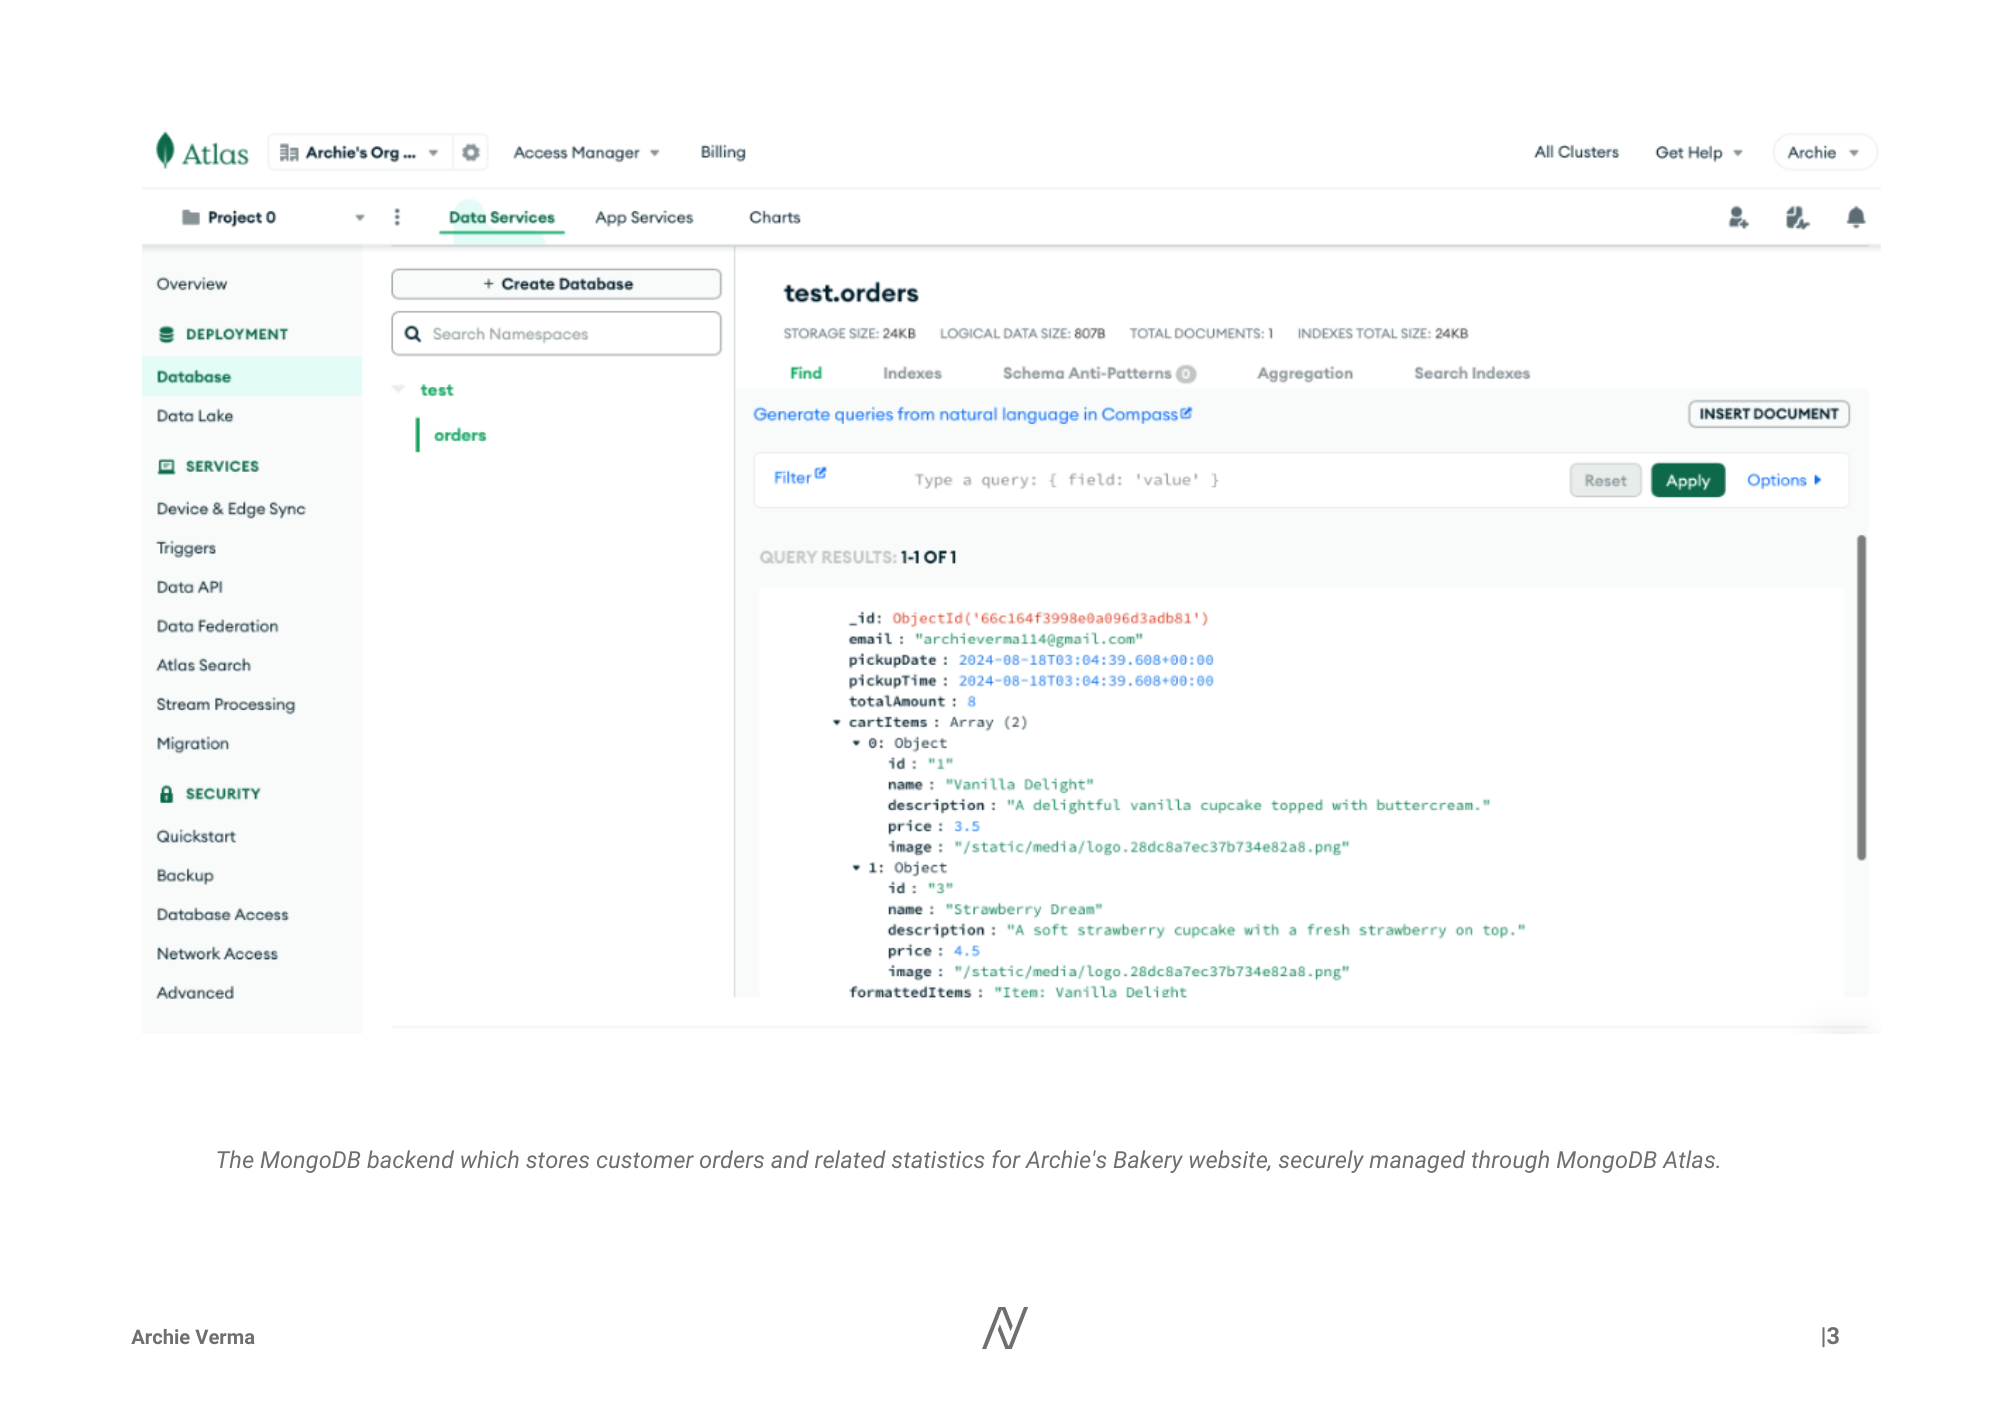 Atlas Archie's Org ... Access Manager Billing All Clusters Get Help Archie
Project 0 Data Services App Services Charts
Overview
DEPLOYMENT
Database
Data Lake
SERVICES
Device & Edge Sync
Triggers
Data API
Data Federation
Atlas Search
Stream Processing
Migration
SECURITY
Quickstart
Backup
Database Access
Network Access
Advanced
+ Create Database
Search Namespaces
test
orders
test.orders
STORAGE SIZE: 24KB LOGICAL DATA SIZE: 807B TOTAL DOCUMENTS: 1 INDEXES TOTAL SIZE: 24KB
Find Indexes Schema Anti-Patterns 0 Aggregation Search Indexes
Generate queries from natural language in Compass INSERT DOCUMENT
Filter Type a query: { field: 'value' } Reset Apply Options
QUERY RESULTS: 1-1 OF 1
_id: ObjectId('66c164f3998e0a096d3adb81')
email : "archieverma114@gmail.com"
pickupDate : 2024-08-18T03:04:39.608+00:00
pickupTime : 2024-08-18T03:04:39.608+00:00
totalAmount : 8
cartItems : Array (2)
0: Object
id : "1"
name : "Vanilla Delight"
description : "A delightful vanilla cupcake topped with buttercream."
price : 3.5
image : "/static/media/logo.28dc8a7ec37b734e82a8.png"
1: Object
id : "3"
name : "Strawberry Dream"
description : "A soft strawberry cupcake with a fresh strawberry on top."
price : 4.5
image : "/static/media/logo.28dc8a7ec37b734e82a8.png"
formattedItems : "Item: Vanilla Delight
The MongoDB backend which stores customer orders and related statistics for Archie's Bakery website, securely managed through MongoDB Atlas.
Archie Verma |3